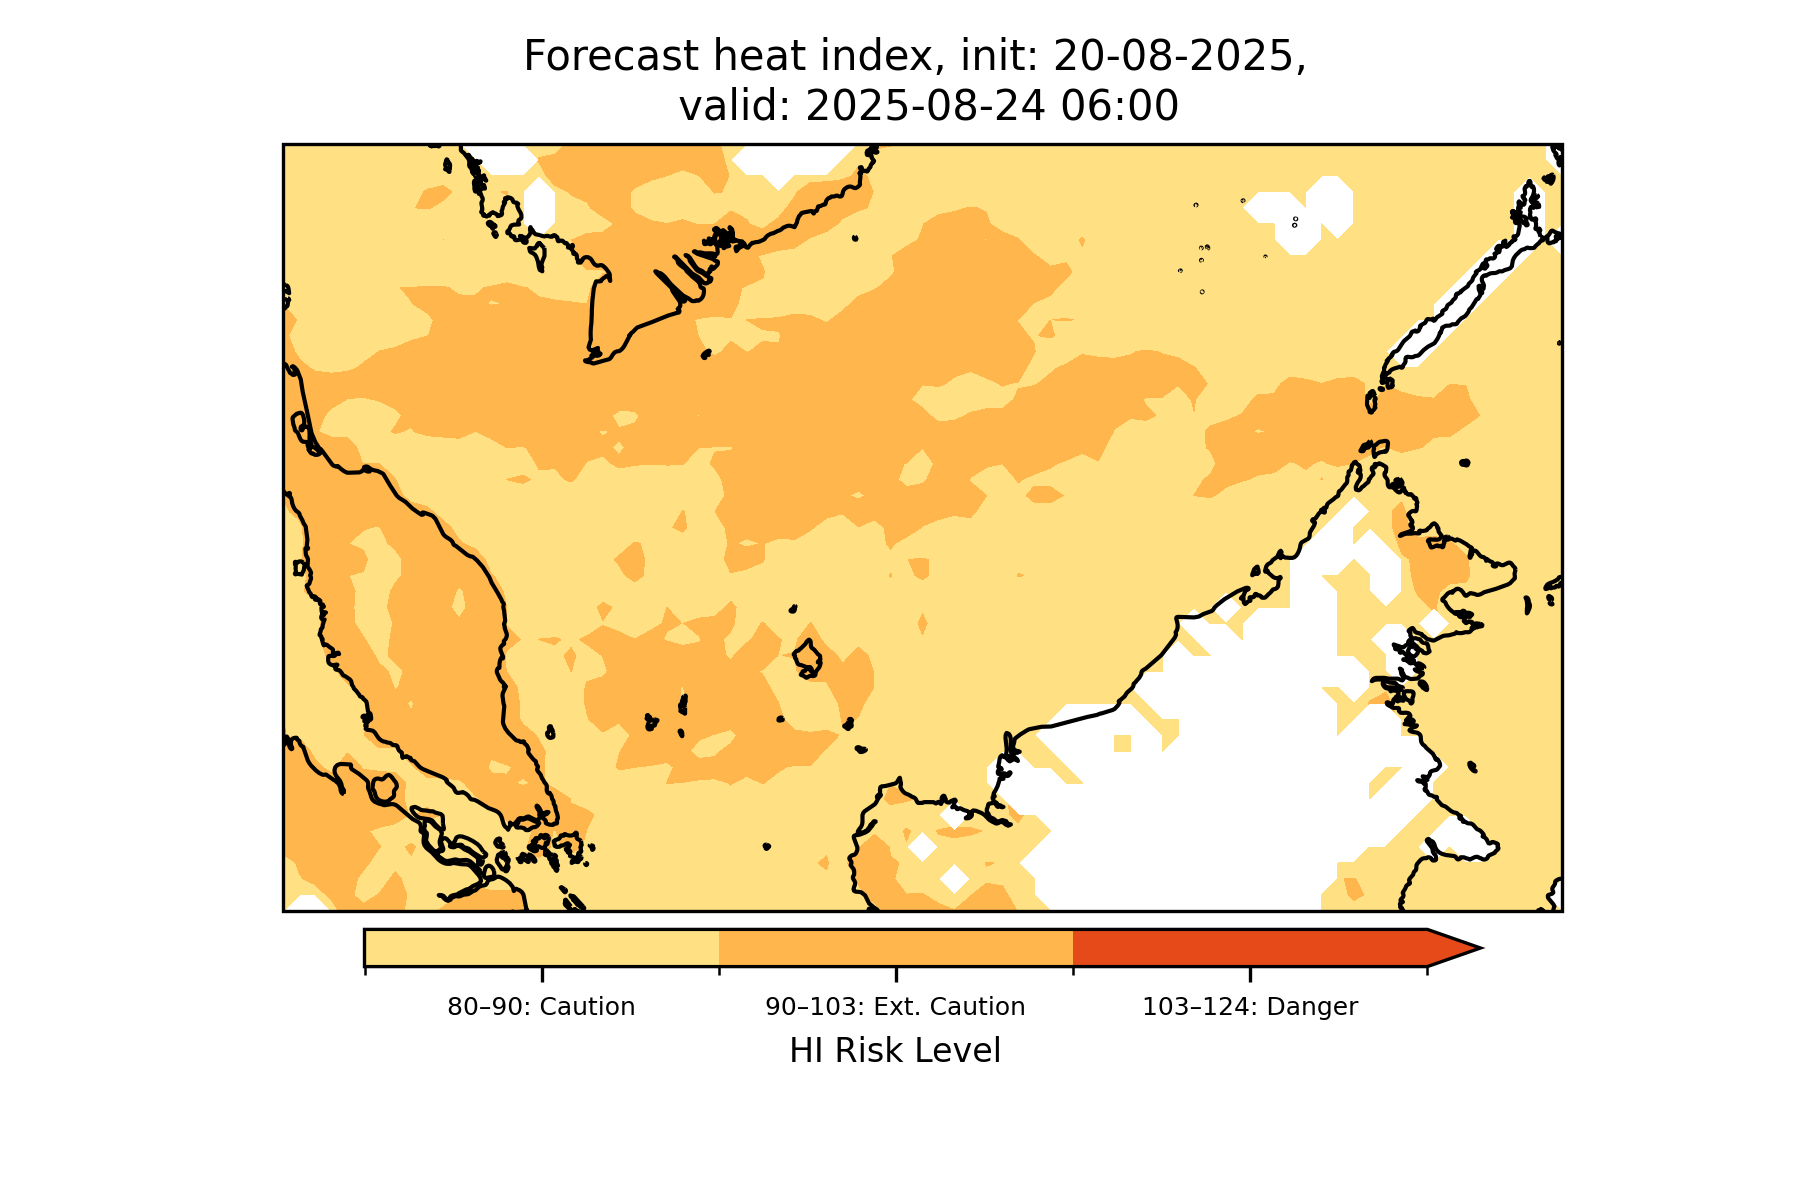 Forecast heat index, init: 20-08-2025,
valid: 2025-08-24 06:00
80–90: Caution
90–103: Ext. Caution
103–124: Danger
HI Risk Level